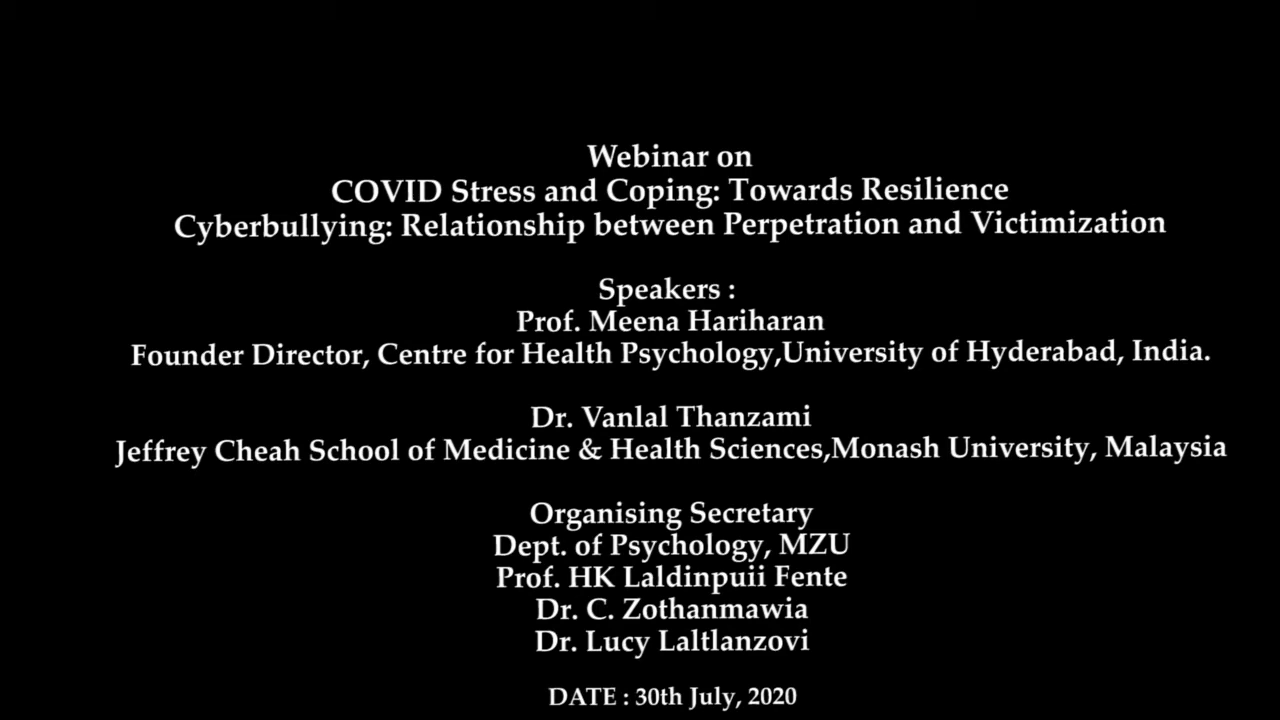 Webinar on
COVID Stress and Coping: Towards Resilience
Cyberbullying: Relationship between Perpetration and Victimization
Speakers :
Prof. Meena Hariharan
Founder Director, Centre for Health Psychology,University of Hyderabad, India.
Dr. Vanlal Thanzami
Jeffrey Cheah School of Medicine & Health Sciences,Monash University, Malaysia
Organising Secretary
Dept. of Psychology, MZU
Prof. HK Laldinpuii Fente
Dr. C. Zothanmawia
Dr. Lucy Laltlanzovi
DATE : 30th July, 2020